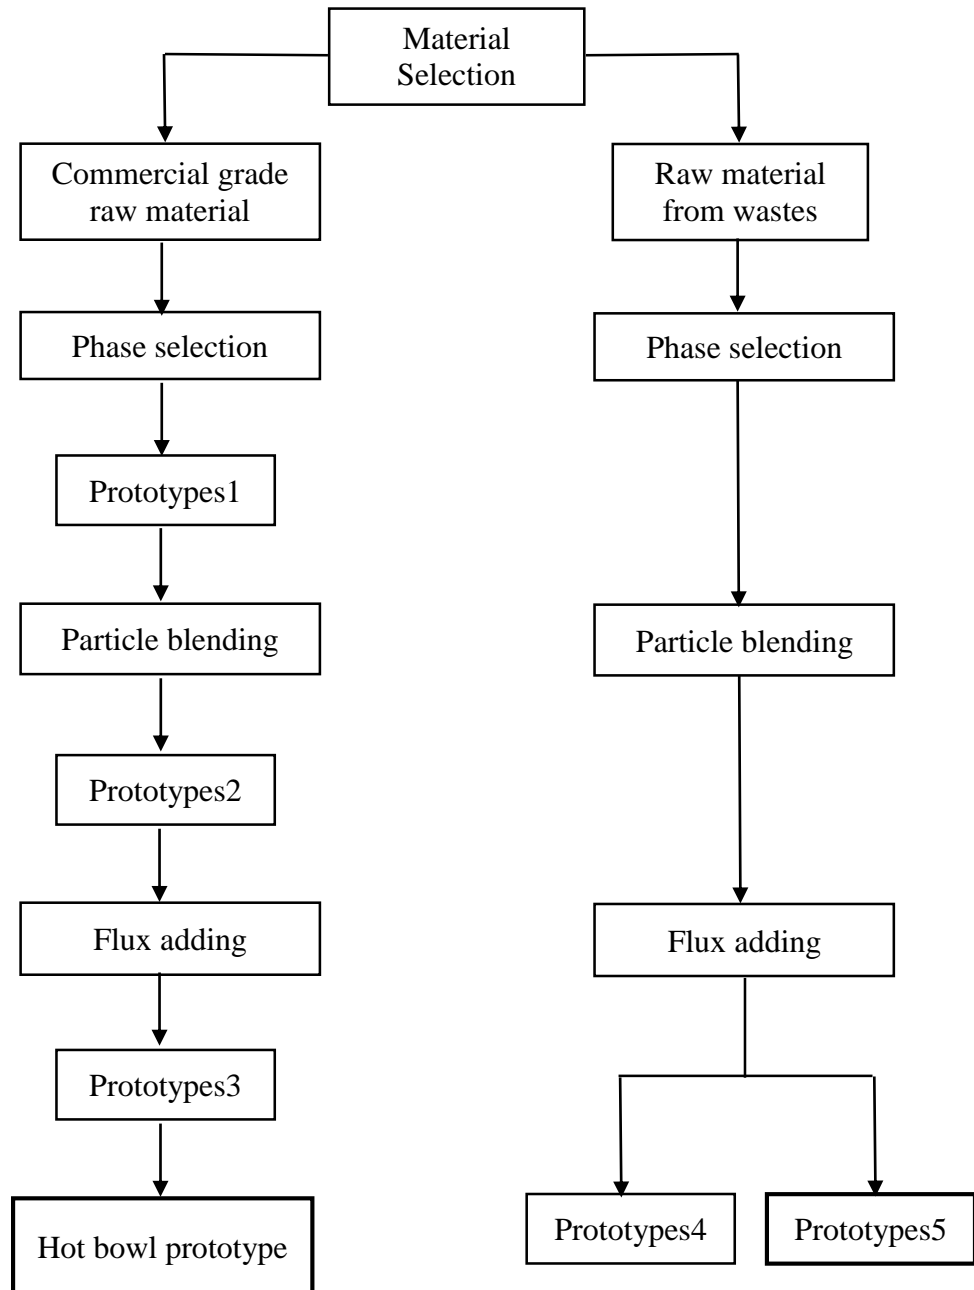 Material
Selection
Commercial grade
raw material
Raw material
from wastes
Phase selection
Phase selection
Prototypes1
Particle blending
Particle blending
Prototypes2
Flux adding
Flux adding
Prototypes3
Hot bowl prototype
Prototypes4
Prototypes5